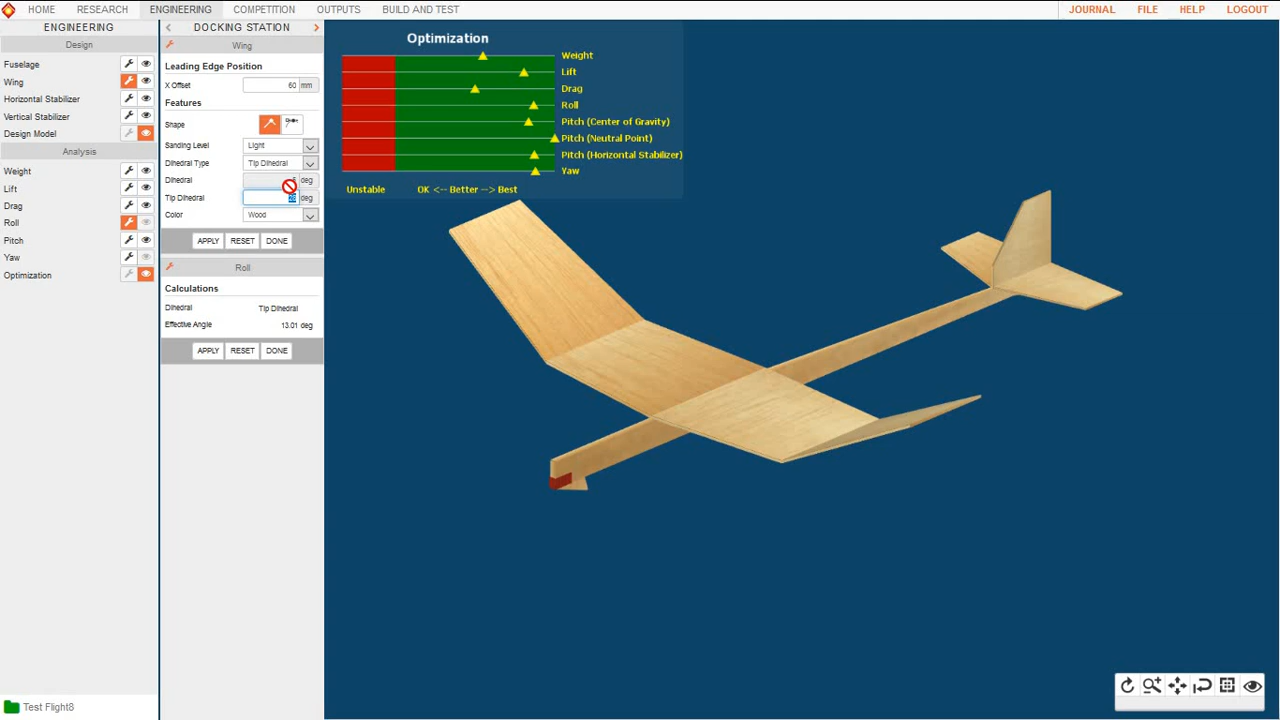 HOME RESEARCH ENGINEERING COMPETITION OUTPUTS BUILD AND TEST JOURNAL FILE HELP LOGOUT
ENGINEERING
Design
Fuselage
Wing
Horizontal Stabilizer
Vertical Stabilizer
Design Model
Analysis
Weight
Lift
Drag
Roll
Pitch
Yaw
Optimization
Test Flight8
DOCKING STATION
Wing
Leading Edge Position
X Offset 60 mm
Features
Shape
Sanding Level Light
Dihedral Type Tip Dihedral
Dihedral deg
Tip Dihedral deg
Color Wood
APPLY RESET DONE
Roll
Calculations
Dihedral Tip Dihedral
Effective Angle 13.01 deg
APPLY RESET DONE
Optimization
Weight
Lift
Drag
Roll
Pitch (Center of Gravity)
Pitch (Neutral Point)
Pitch (Horizontal Stabilizer)
Yaw
Unstable OK <-- Better --> Best